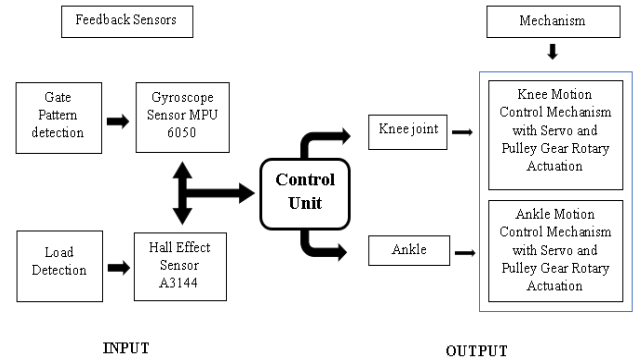 Feedback Sensors
Mechanism
Gate
Pattern
detection
Gyroscope
Sensor MPU
6050
Load
Detection
Hall Effect
Sensor
A3144
Control
Unit
Knee joint
Ankle
Knee Motion
Control Mechanism
with Servo and
Pulley Gear Rotary
Actuation
Ankle Motion
Control Mechanism
with Servo and
Pulley Gear Rotary
Actuation
INPUT
OUTPUT